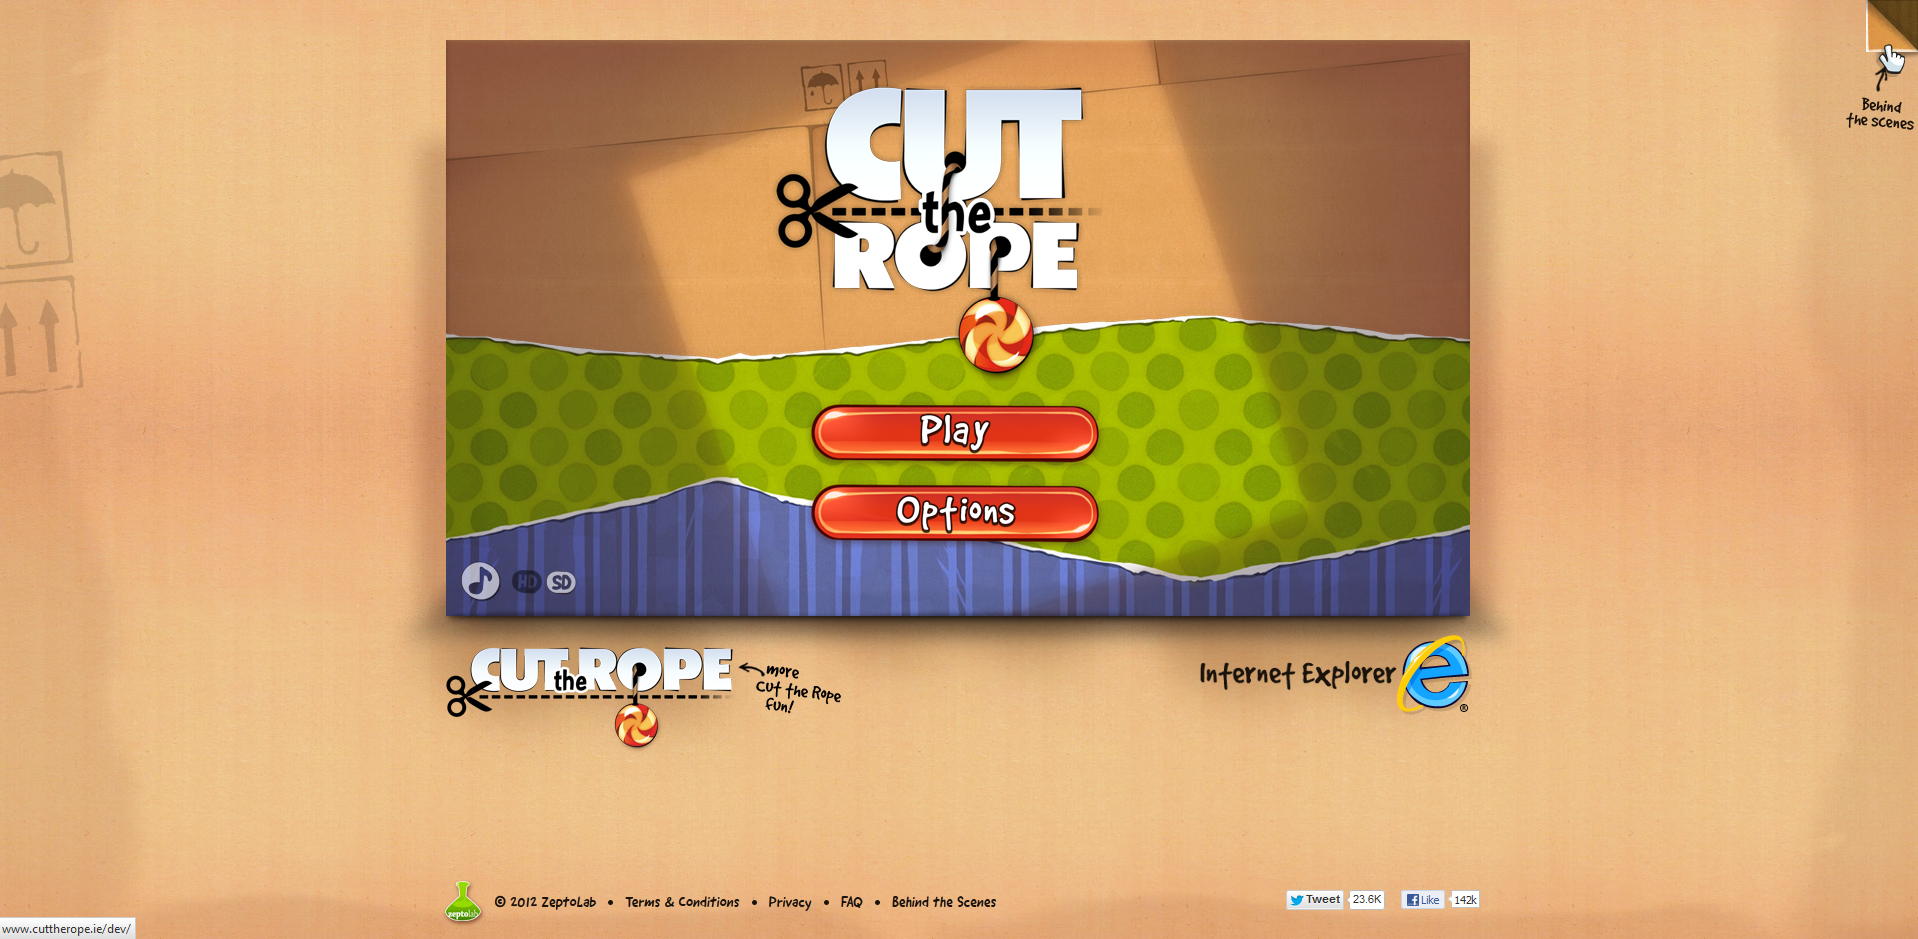 CUT
the
ROPE
Behind
the scenes
Play
Options
HD SD
CUT the ROPE
more
Cut the Rope
fun!
Internet Explorer
®
zeptolab
© 2012 ZeptoLab • Terms & Conditions • Privacy • FAQ • Behind the Scenes
Tweet 23.6K Like 142k
www.cuttherope.ie/dev/